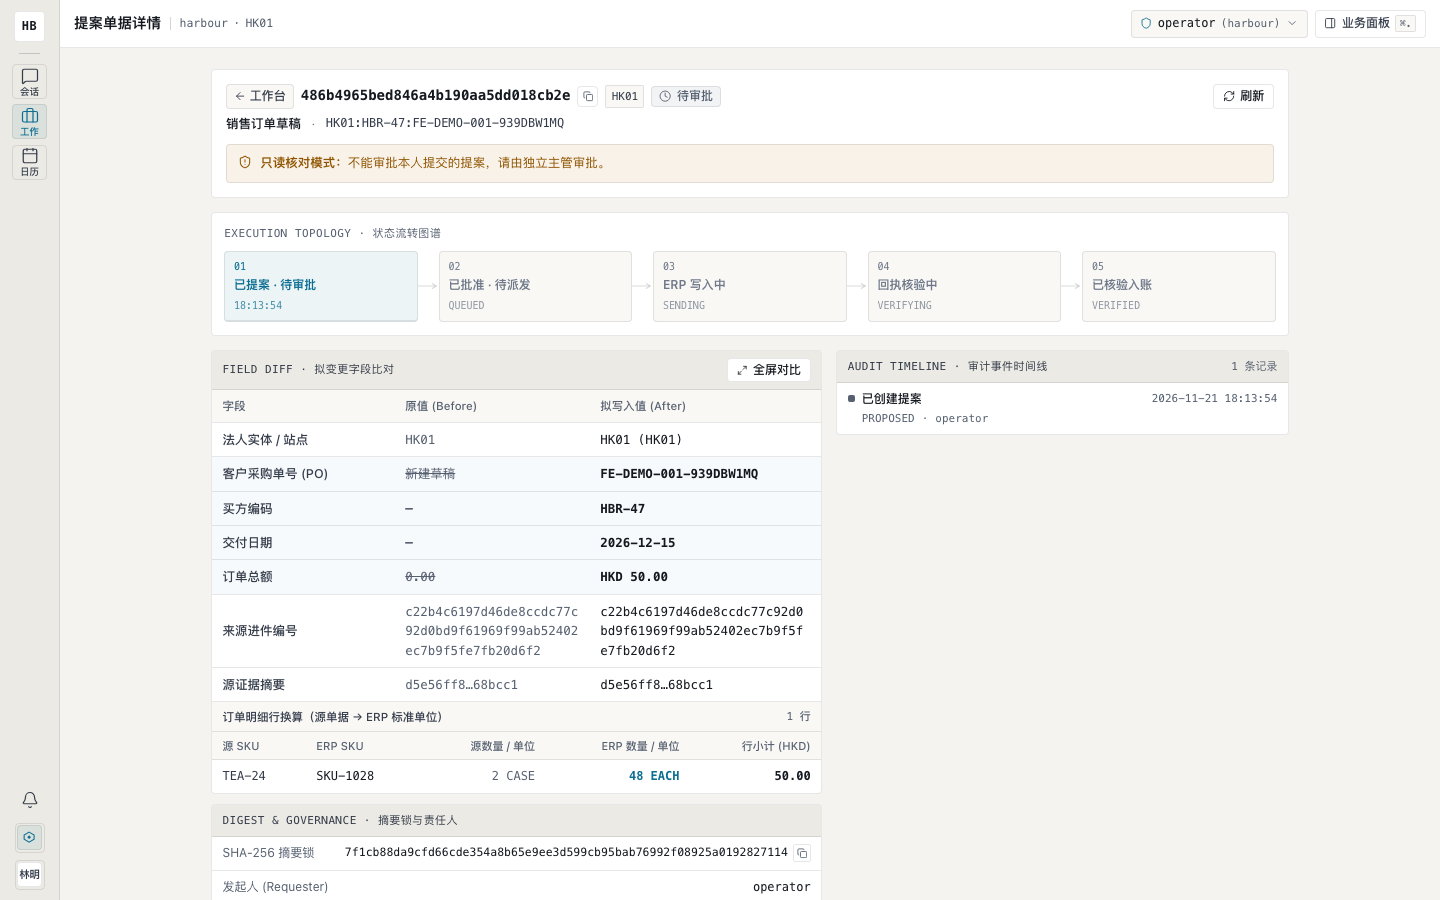 HB
提案单据详情
harbour · HK01
operator (harbour)
业务面板 ⌘.
会话
工作
日历
林明
← 工作台
486b4965bed846a4b190aa5dd018cb2e
HK01
待审批
刷新
销售订单草稿 · HK01:HBR-47:FE-DEMO-001-939DBW1MQ
只读核对模式：不能审批本人提交的提案，请由独立主管审批。
EXECUTION TOPOLOGY · 状态流转图谱
01
已提案 · 待审批
18:13:54
02
已批准 · 待派发
QUEUED
03
ERP 写入中
SENDING
04
回执核验中
VERIFYING
05
已核验入账
VERIFIED
FIELD DIFF · 拟变更字段比对
全屏对比
字段 原值 (Before) 拟写入值 (After)
法人实体 / 站点 HK01 HK01 (HK01)
客户采购单号 (PO) 新建草稿 FE-DEMO-001-939DBW1MQ
买方编码 — HBR-47
交付日期 — 2026-12-15
订单总额 0.00 HKD 50.00
来源进件编号
c22b4c6197d46de8ccdc77c
92d0bd9f61969f99ab52402
ec7b9f5fe7fb20d6f2
c22b4c6197d46de8ccdc77c92d0
bd9f61969f99ab52402ec7b9f5f
e7fb20d6f2
源证据摘要 d5e56ff8…68bcc1 d5e56ff8…68bcc1
订单明细行换算（源单据 → ERP 标准单位） 1 行
源 SKU ERP SKU 源数量 / 单位 ERP 数量 / 单位 行小计 (HKD)
TEA-24 SKU-1028 2 CASE 48 EACH 50.00
DIGEST & GOVERNANCE · 摘要锁与责任人
SHA-256 摘要锁 7f1cb88da9cfd66cde354a8b65e9ee3d599cb95bab76992f08925a0192827114
发起人 (Requester) operator
AUDIT TIMELINE · 审计事件时间线 1 条记录
已创建提案 2026-11-21 18:13:54
PROPOSED · operator